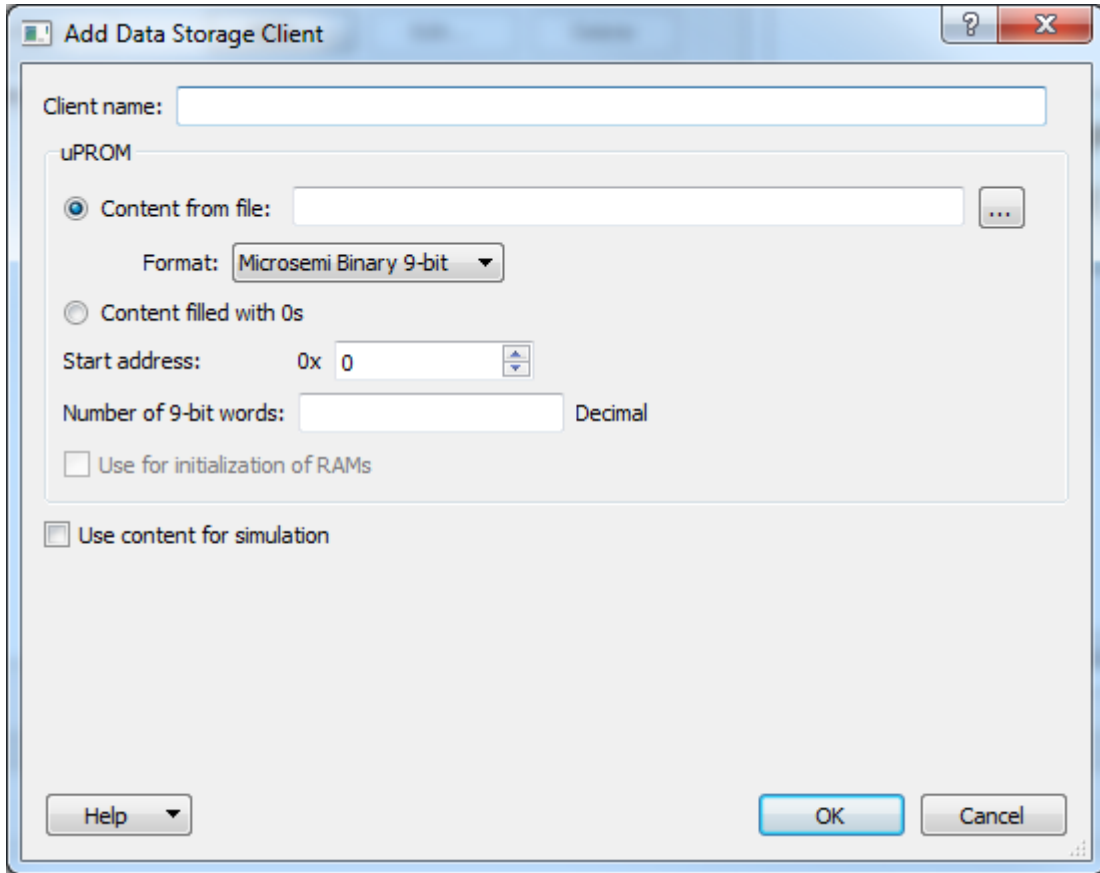 Add Data Storage Client
Client name:
uPROM
Content from file:
...
Format: Microsemi Binary 9-bit
Content filled with 0s
Start address: 0x 0
Number of 9-bit words: Decimal
Use for initialization of RAMs
Use content for simulation
Help OK Cancel